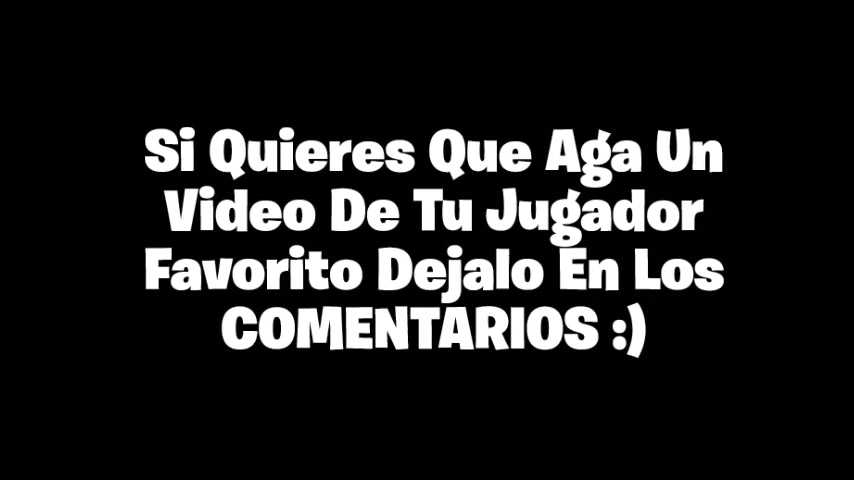 Si Quieres Que Aga Un
Video De Tu Jugador
Favorito Dejalo En Los
COMENTARIOS :)